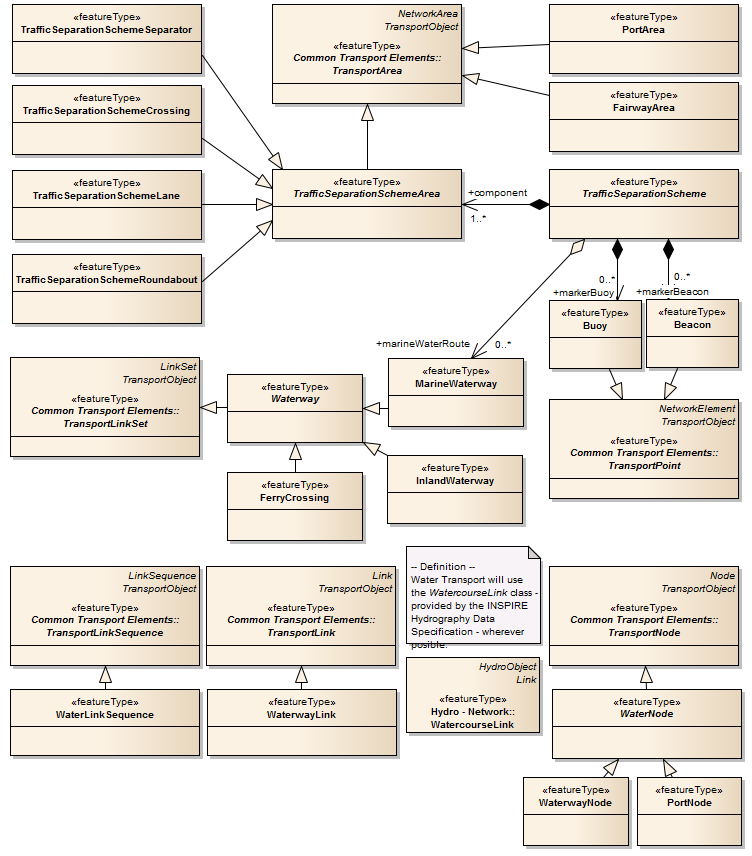 «featureType»
TrafficSeparationSchemeSeparator
NetworkArea
TransportObject
«featureType»
Common Transport Elements::
TransportArea
«featureType»
PortArea
«featureType»
TrafficSeparationSchemeCrossing
«featureType»
FairwayArea
«featureType»
TrafficSeparationSchemeLane
«featureType»
TrafficSeparationSchemeArea
+component
1..*
«featureType»
TrafficSeparationScheme
«featureType»
TrafficSeparationSchemeRoundabout
0..*
+markerBuoy
0..*
+markerBeacon
+marineWaterRoute
0..*
«featureType»
Buoy
«featureType»
Beacon
LinkSet
TransportObject
«featureType»
Common Transport Elements::
TransportLinkSet
«featureType»
Waterway
«featureType»
MarineWaterway
NetworkElement
TransportObject
«featureType»
Common Transport Elements::
TransportPoint
«featureType»
FerryCrossing
«featureType»
InlandWaterway
LinkSequence
TransportObject
«featureType»
Common Transport Elements::
TransportLinkSequence
Link
TransportObject
«featureType»
Common Transport Elements::
TransportLink
-- Definition --
Water Transport will use
the WatercourseLink class -
provided by the INSPIRE
Hydrography Data
Specification - wherever
posible.
Node
TransportObject
«featureType»
Common Transport Elements::
TransportNode
HydroObject
Link
«featureType»
Hydro - Network::
WatercourseLink
«featureType»
WaterLinkSequence
«featureType»
WaterwayLink
«featureType»
WaterNode
«featureType»
WaterwayNode
«featureType»
PortNode